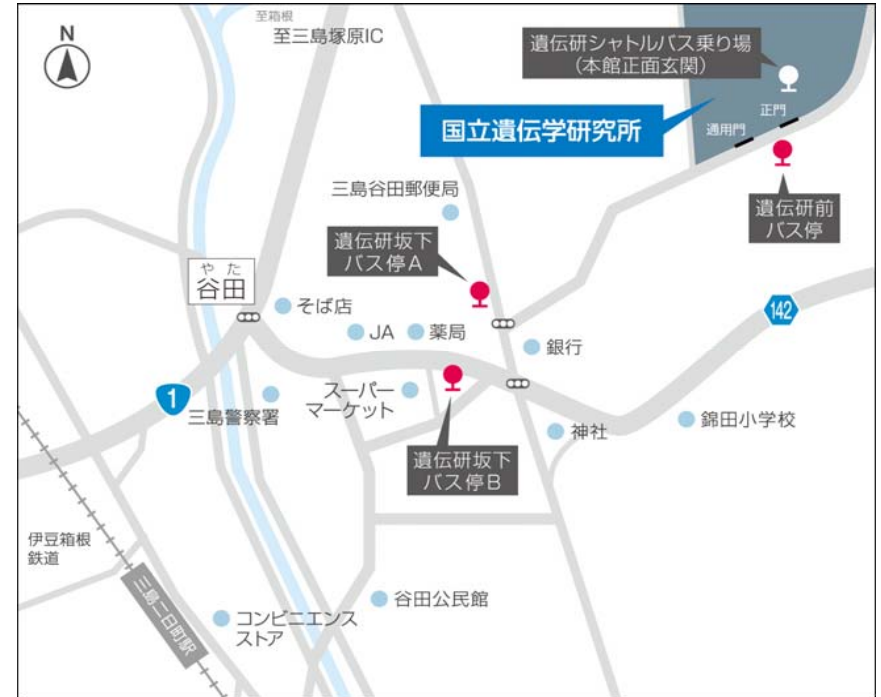 至箱根
至三島塚原IC
N
遺伝研シャトルバス乗り場
(本館正面玄関)
正門
通用門
国立遺伝学研究所
三島谷田郵便局
遺伝研前
バス停
遺伝研坂下
バス停A
やた
谷田
そば店
JA
薬局
銀行
142
1
三島警察署
スーパー
マーケット
神社
錦田小学校
遺伝研坂下
バス停B
伊豆箱根
鉄道
三島二日町駅
谷田公民館
コンビニエンス
ストア